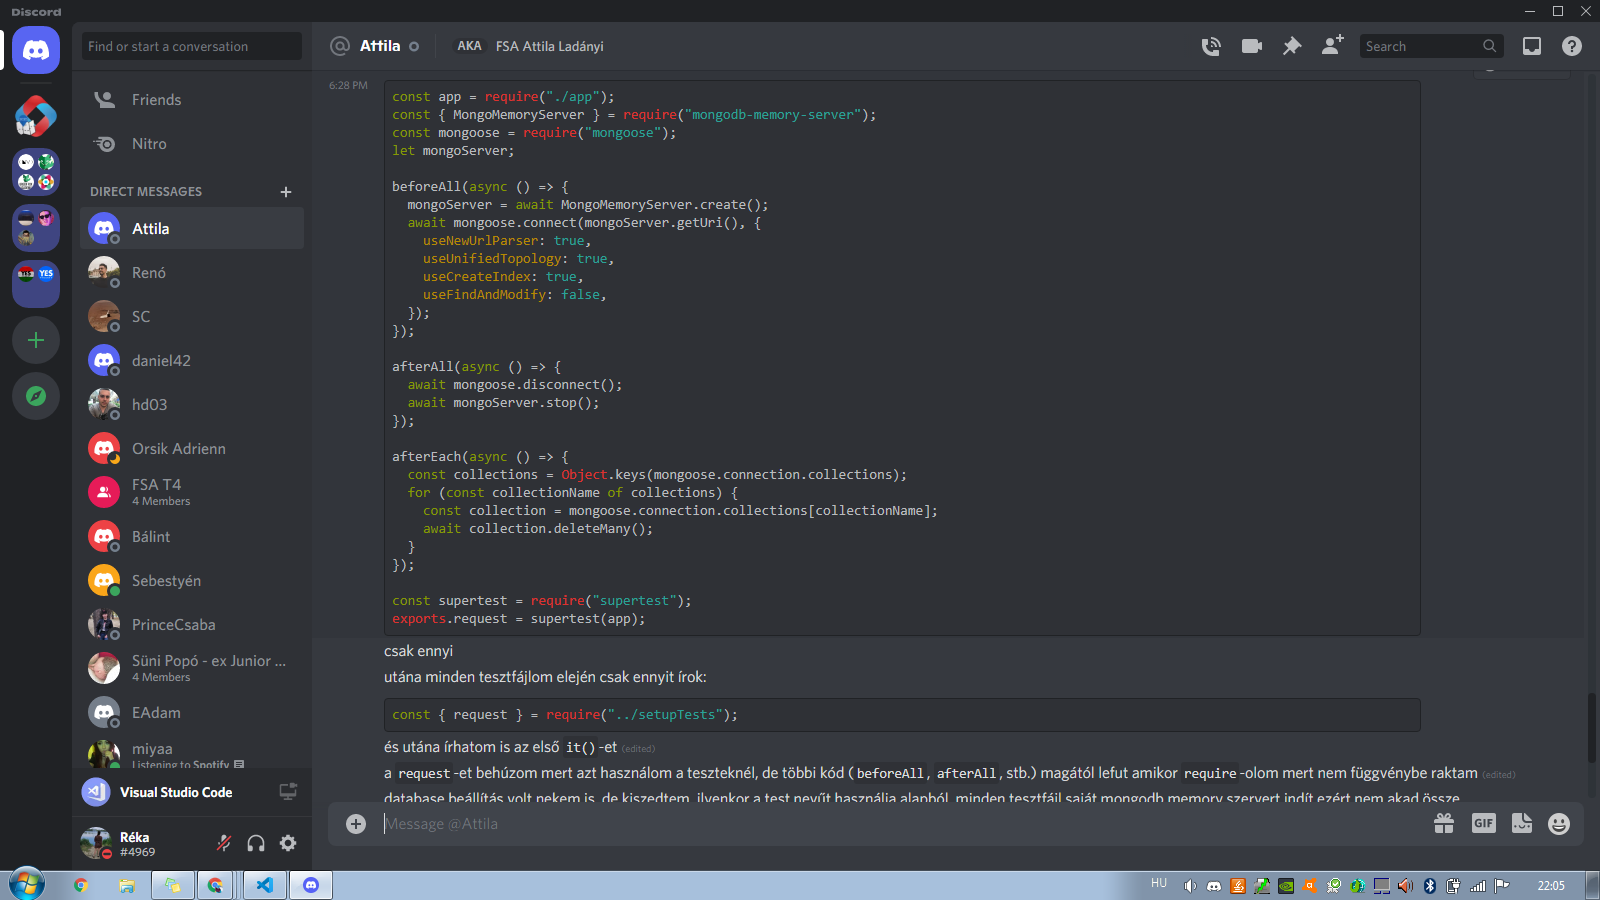 Discord
Find or start a conversation
Friends
Nitro
DIRECT MESSAGES
Attila
Renó
SC
daniel42
hd03
Orsik Adrienn
FSA T4
4 Members
Bálint
Sebestyén
PrinceCsaba
Süni Popó - ex Junior ...
4 Members
EAdam
miyaa
Listening to Spotify
Visual Studio Code
Réka
#4969
Attila
AKA FSA Attila Ladányi
Search
6:28 PM
const app = require("./app");
const { MongoMemoryServer } = require("mongodb-memory-server");
const mongoose = require("mongoose");
let mongoServer;
beforeAll(async () => {
mongoServer = await MongoMemoryServer.create();
await mongoose.connect(mongoServer.getUri(), {
useNewUrlParser: true,
useUnifiedTopology: true,
useCreateIndex: true,
useFindAndModify: false,
});
});
afterAll(async () => {
await mongoose.disconnect();
await mongoServer.stop();
});
afterEach(async () => {
const collections = Object.keys(mongoose.connection.collections);
for (const collectionName of collections) {
const collection = mongoose.connection.collections[collectionName];
await collection.deleteMany();
}
});
const supertest = require("supertest");
exports.request = supertest(app);
csak ennyi
utána minden tesztfájlom elején csak ennyit írok:
const { request } = require("../setupTests");
és utána írhatom is az első it() -et (edited)
a request -et behúzom mert azt használom a teszteknél, de többi kód ( beforeAll , afterAll , stb.) magától lefut amikor require -olom mert nem függvénybe raktam (edited)
database beállítás volt nekem is, de kiszedtem, ilyenkor a test nevűt használja alapból, minden tesztfájl saját mongodb memory szervert indít ezért nem akad össze
Message @Attila
GIF
HU
22:05